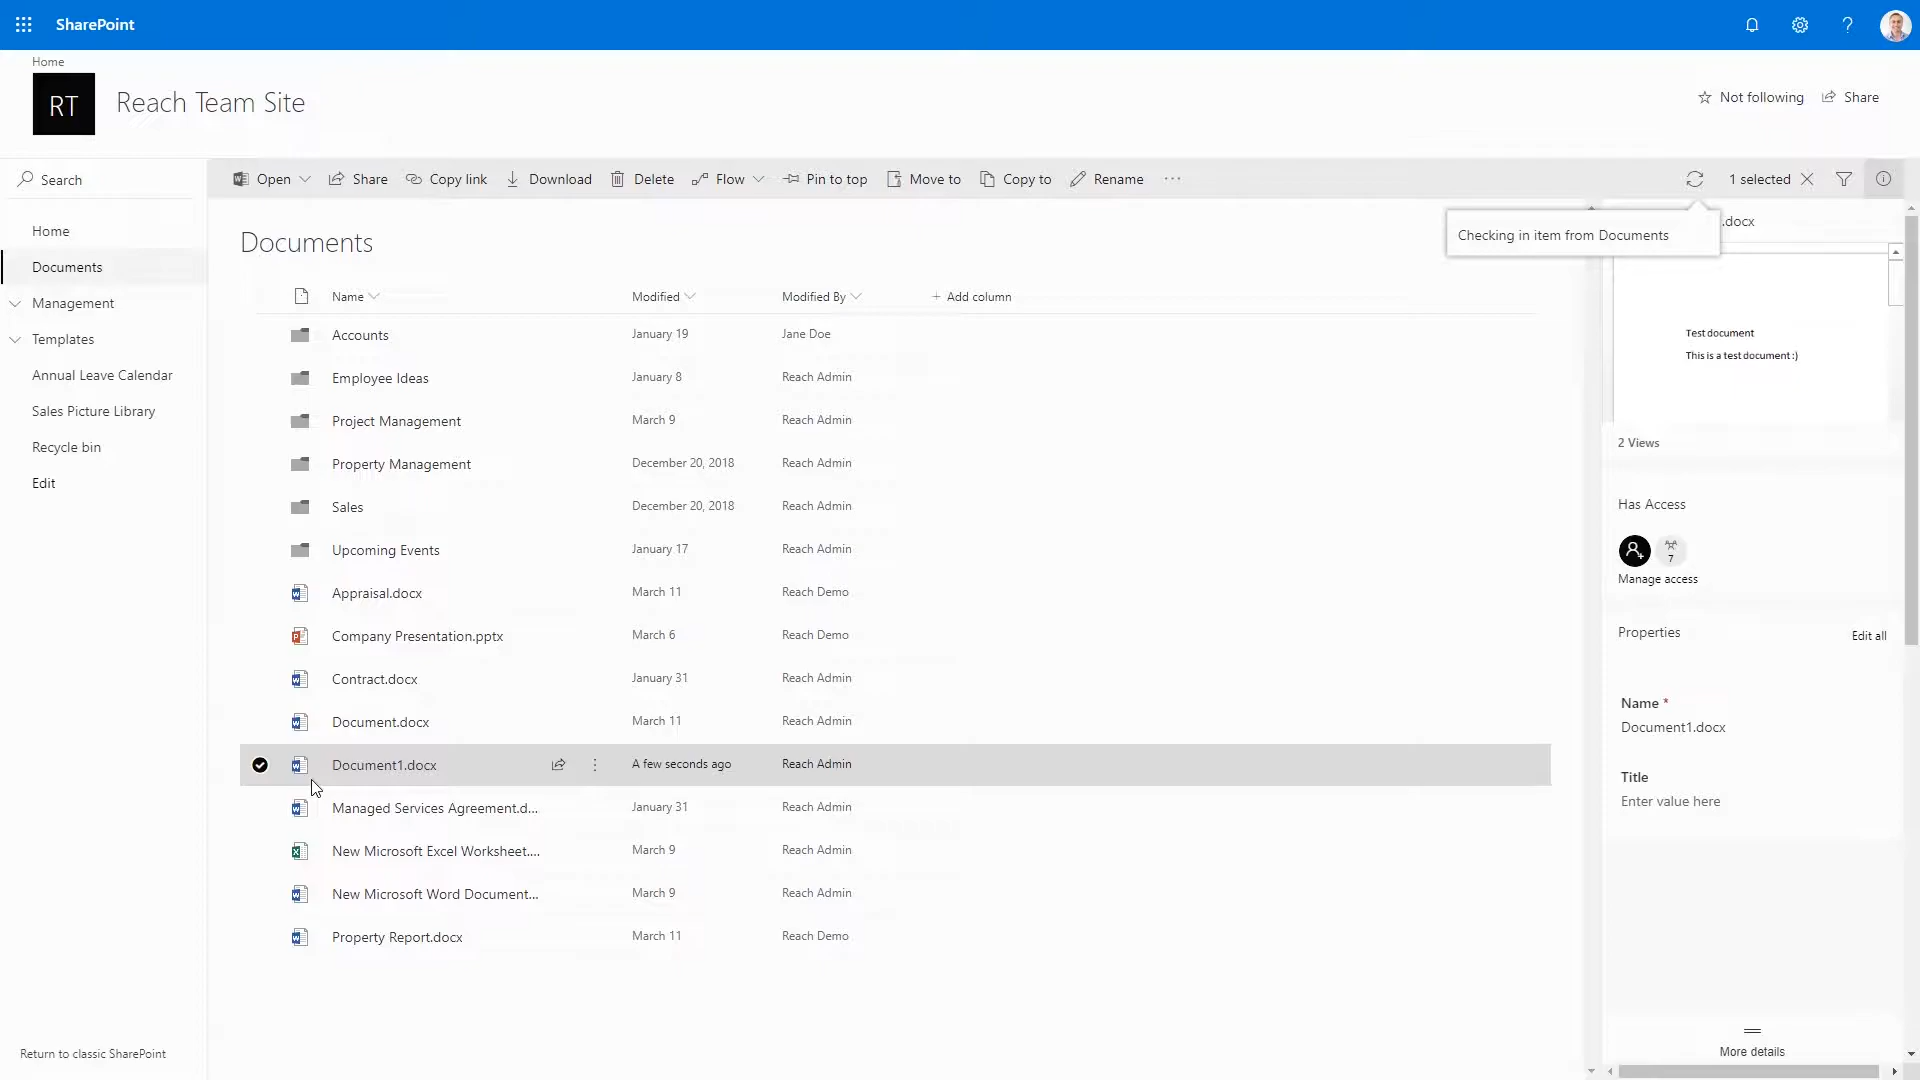 SharePoint
Home
RT
Reach Team Site
Not following
Share
Search
Open
Share
Copy link
Download
Delete
Flow
Pin to top
Move to
Copy to
Rename
1 selected
Home
Documents
Management
Templates
Annual Leave Calendar
Sales Picture Library
Recycle bin
Edit
Return to classic SharePoint
Documents
Checking in item from Documents
Name Modified Modified By Add column
Accounts January 19 Jane Doe
Employee Ideas January 8 Reach Admin
Project Management March 9 Reach Admin
Property Management December 20, 2018 Reach Admin
Sales December 20, 2018 Reach Admin
Upcoming Events January 17 Reach Admin
Appraisal.docx March 11 Reach Demo
Company Presentation.pptx March 6 Reach Demo
Contract.docx January 31 Reach Admin
Document.docx March 11 Reach Admin
Document1.docx A few seconds ago Reach Admin
Managed Services Agreement.d... January 31 Reach Admin
New Microsoft Excel Worksheet.... March 9 Reach Admin
New Microsoft Word Document... March 9 Reach Admin
Property Report.docx March 11 Reach Demo
.docx
Test document
This is a test document :)
2 Views
Has Access
7
Manage access
Properties
Edit all
Name *
Document1.docx
Title
Enter value here
More details